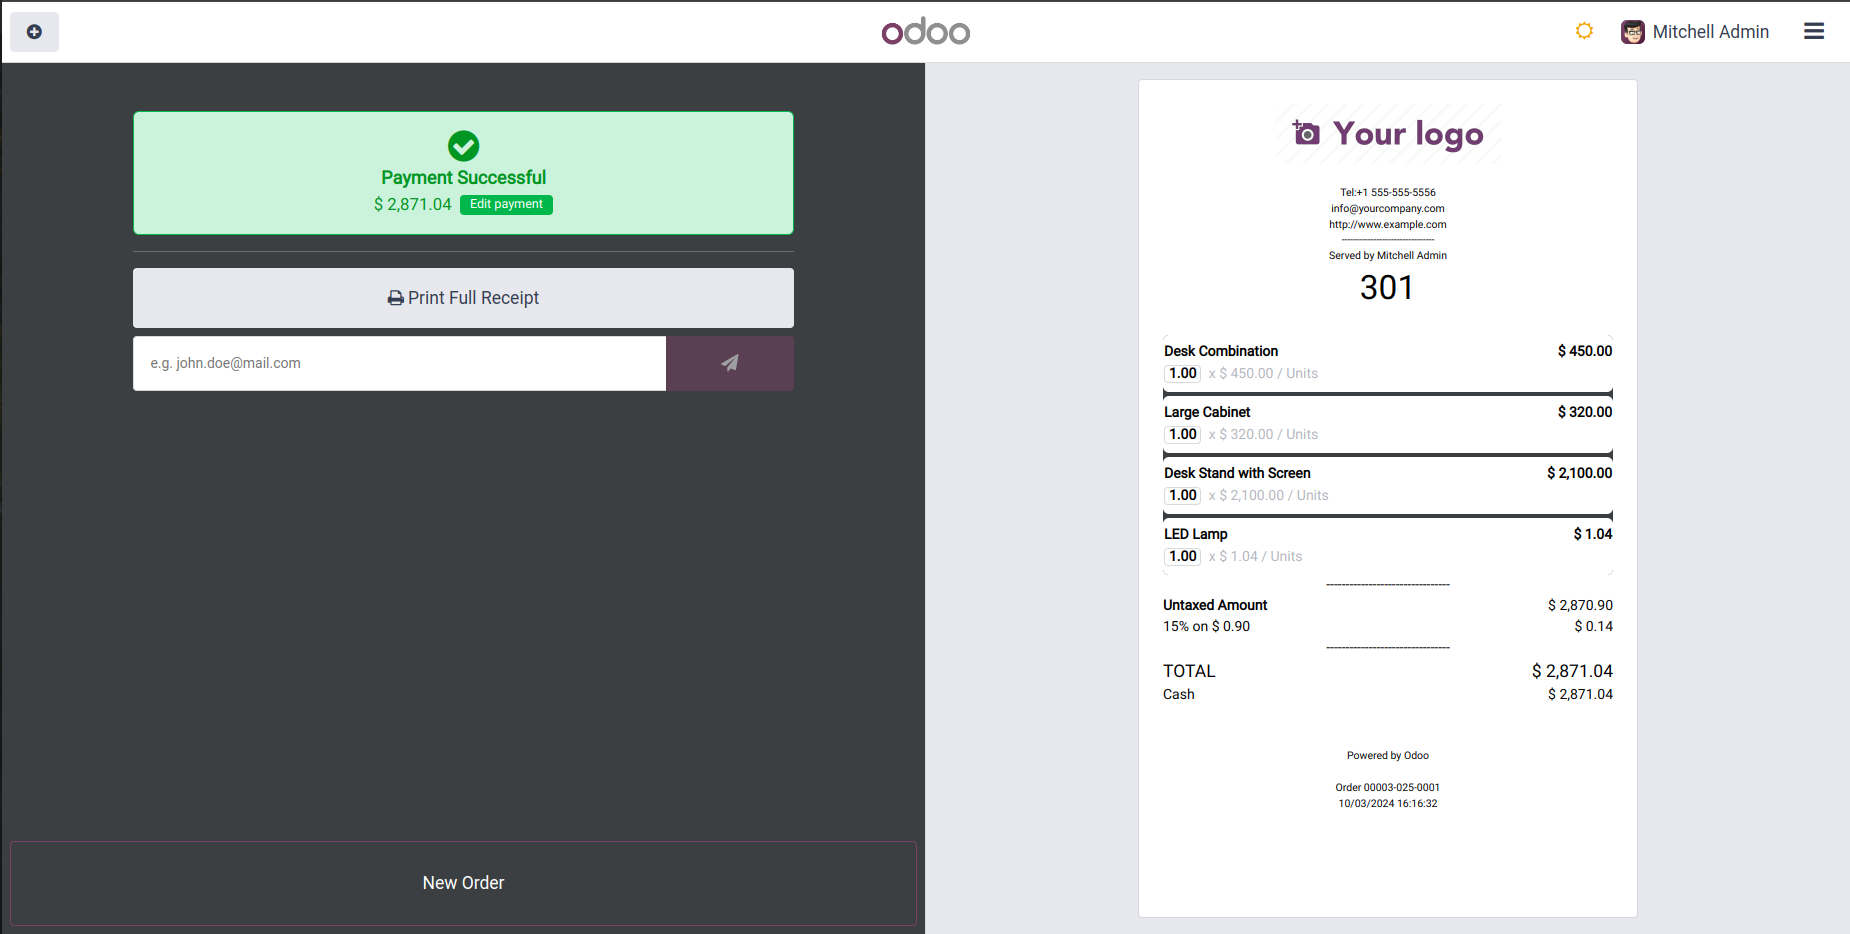 odoo
Mitchell Admin
Payment Successful
$ 2,871.04 Edit payment
Print Full Receipt
e.g. john.doe@mail.com
New Order
Your logo
Tel:+1 555-555-5556
info@yourcompany.com
http://www.example.com
--------------------------------
Served by Mitchell Admin
301
Desk Combination $ 450.00
1.00 x $ 450.00 / Units
Large Cabinet $ 320.00
1.00 x $ 320.00 / Units
Desk Stand with Screen $ 2,100.00
1.00 x $ 2,100.00 / Units
LED Lamp $ 1.04
1.00 x $ 1.04 / Units
--------------------------------
Untaxed Amount $ 2,870.90
15% on $ 0.90 $ 0.14
--------------------------------
TOTAL $ 2,871.04
Cash $ 2,871.04
Powered by Odoo
Order 00003-025-0001
10/03/2024 16:16:32